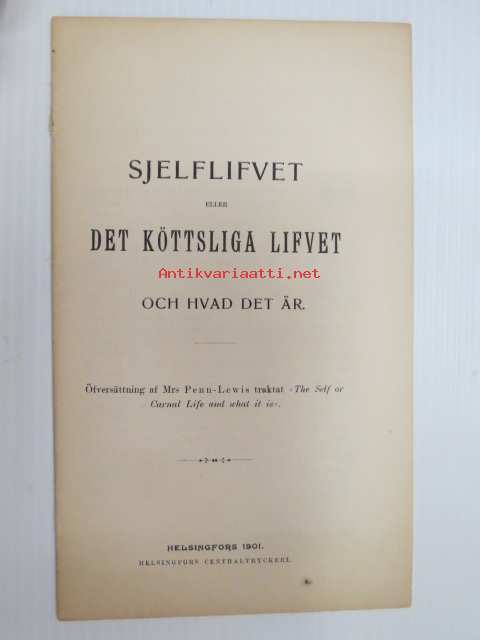 SJELFLIFVET
ELLER
DET KÖTTSLIGA LIFVET
Antikvariaatti.net
OCH HVAD DET ÄR.
Öfversättning af Mrs Penn-Lewis traktat »The Self or
Carnal Life and what it is».
HELSINGFORS 1901.
HELSINGFORS CENTRALTRYCKERI.